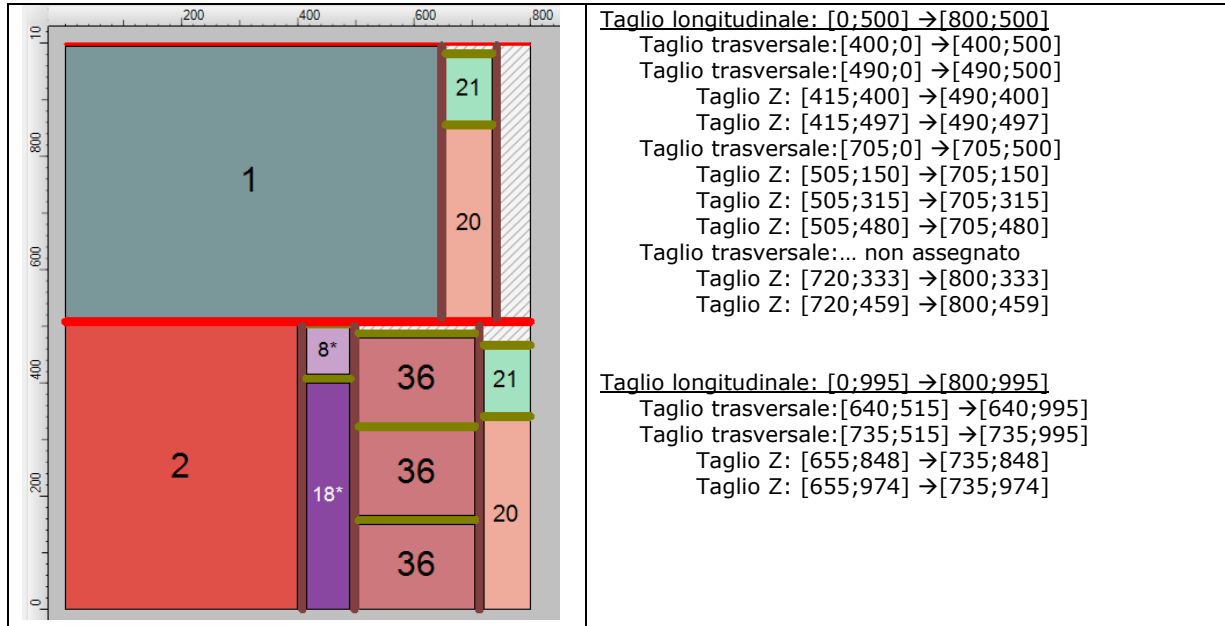 200 400 600 800
10
800
600
400
200
0
1
21
20
2
8*
18*
36
36
36
21
20
Taglio longitudinale: [0;500] →[800;500]
Taglio trasversale:[400;0] →[400;500]
Taglio trasversale:[490;0] →[490;500]
Taglio Z: [415;400] →[490;400]
Taglio Z: [415;497] →[490;497]
Taglio trasversale:[705;0] →[705;500]
Taglio Z: [505;150] →[705;150]
Taglio Z: [505;315] →[705;315]
Taglio Z: [505;480] →[705;480]
Taglio trasversale:… non assegnato
Taglio Z: [720;333] →[800;333]
Taglio Z: [720;459] →[800;459]
Taglio longitudinale: [0;995] →[800;995]
Taglio trasversale:[640;515] →[640;995]
Taglio trasversale:[735;515] →[735;995]
Taglio Z: [655;848] →[735;848]
Taglio Z: [655;974] →[735;974]